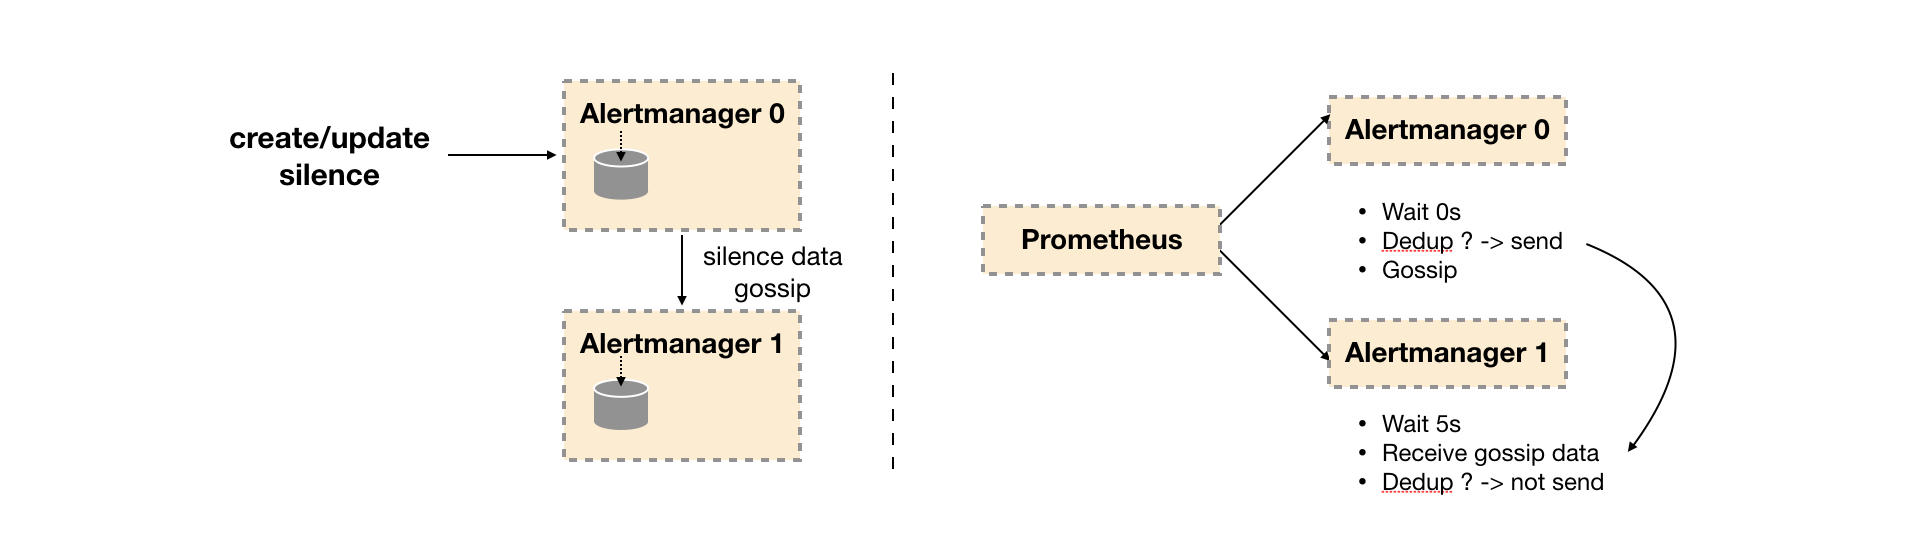 create/update
silence
Alertmanager 0
silence data
gossip
Alertmanager 1
Prometheus
Alertmanager 0
• Wait 0s
• Dedup ? -> send
• Gossip
Alertmanager 1
• Wait 5s
• Receive gossip data
• Dedup ? -> not send